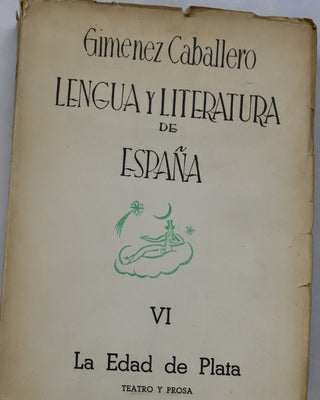 Gimenez Caballero
LENGUA Y LITERATURA
DE
ESPAÑA
VI
La Edad de Plata
TEATRO Y PROSA